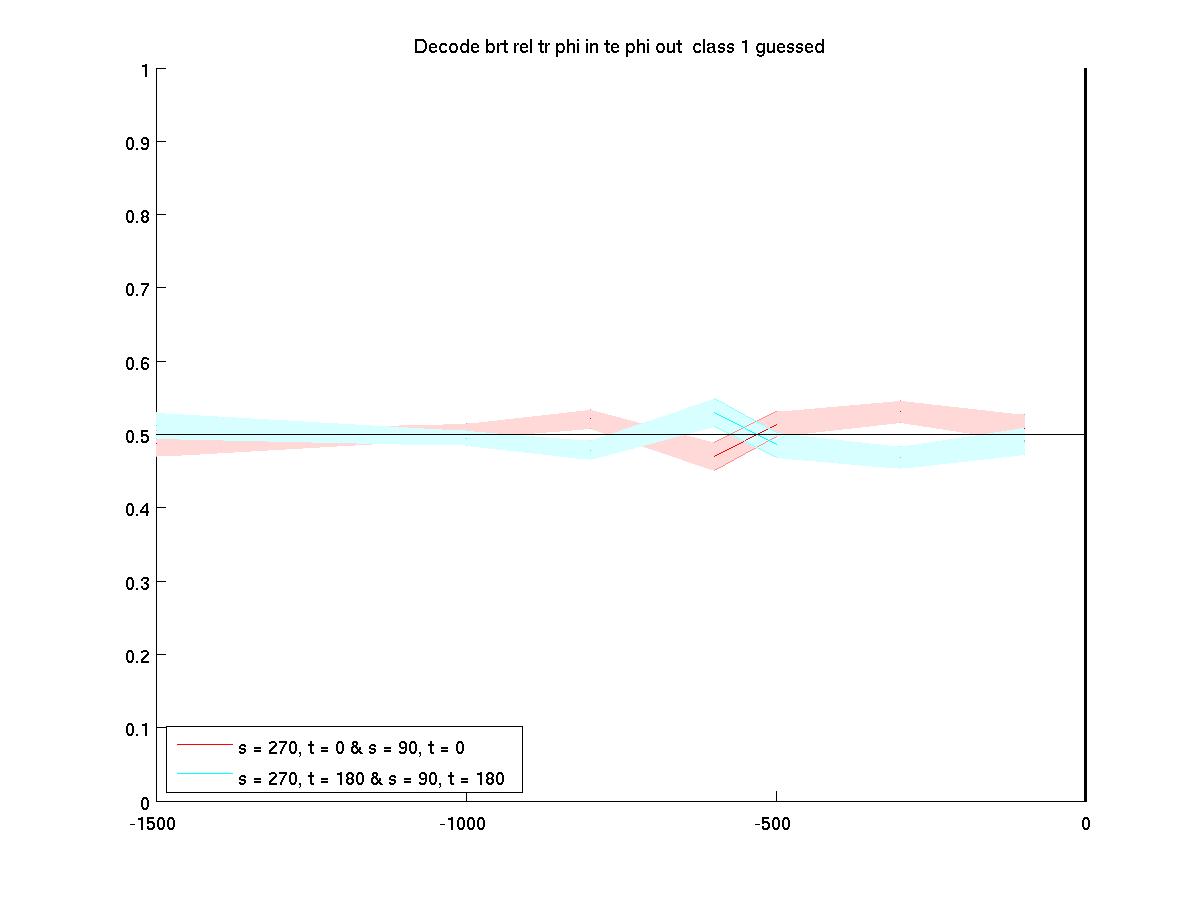 Decode brt rel tr phi in te phi out  class 1 guessed
1
0.9
0.8
0.7
0.6
0.5
0.4
0.3
0.2
0.1
0
s = 270, t = 0 & s = 90, t = 0
s = 270, t = 180 & s = 90, t = 180
-1500 -1000 -500 0